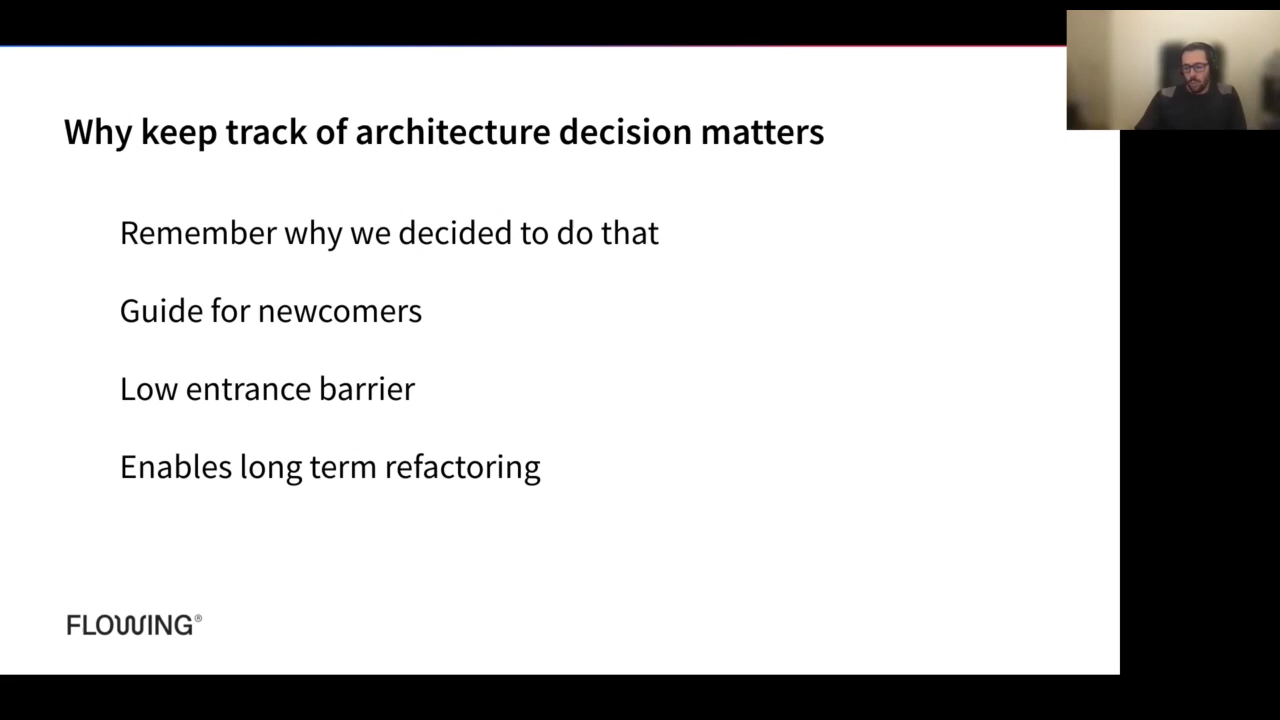 Why keep track of architecture decision matters
Remember why we decided to do that
Guide for newcomers
Low entrance barrier
Enables long term refactoring
FLOWING®